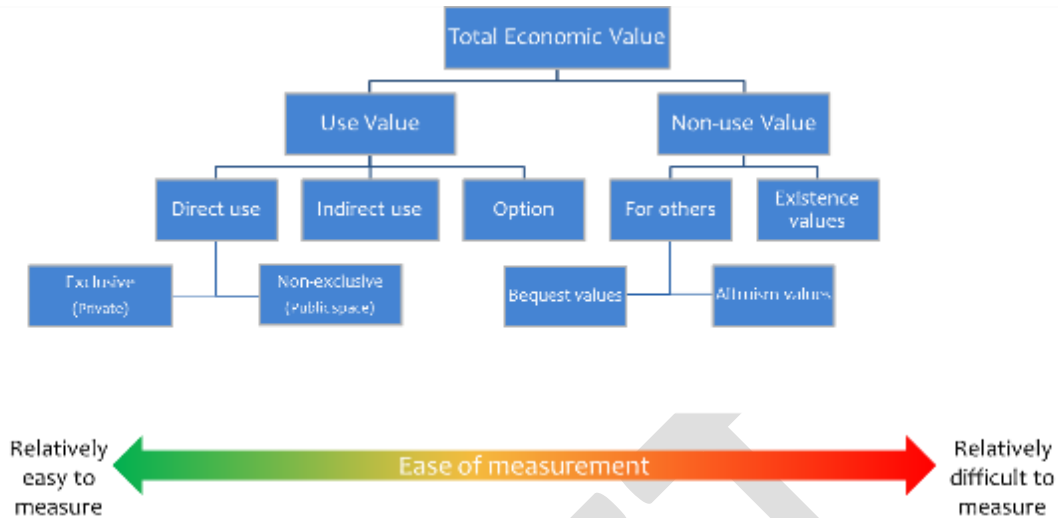 Total Economic Value
Use Value
Non-use Value
Direct use
Indirect use
Option
For others
Existence
values
Exclusive
(Private)
Non-exclusive
(Public space)
Bequest values
Altruism values
Relatively
easy to
measure
Ease of measurement
Relatively
difficult to
measure